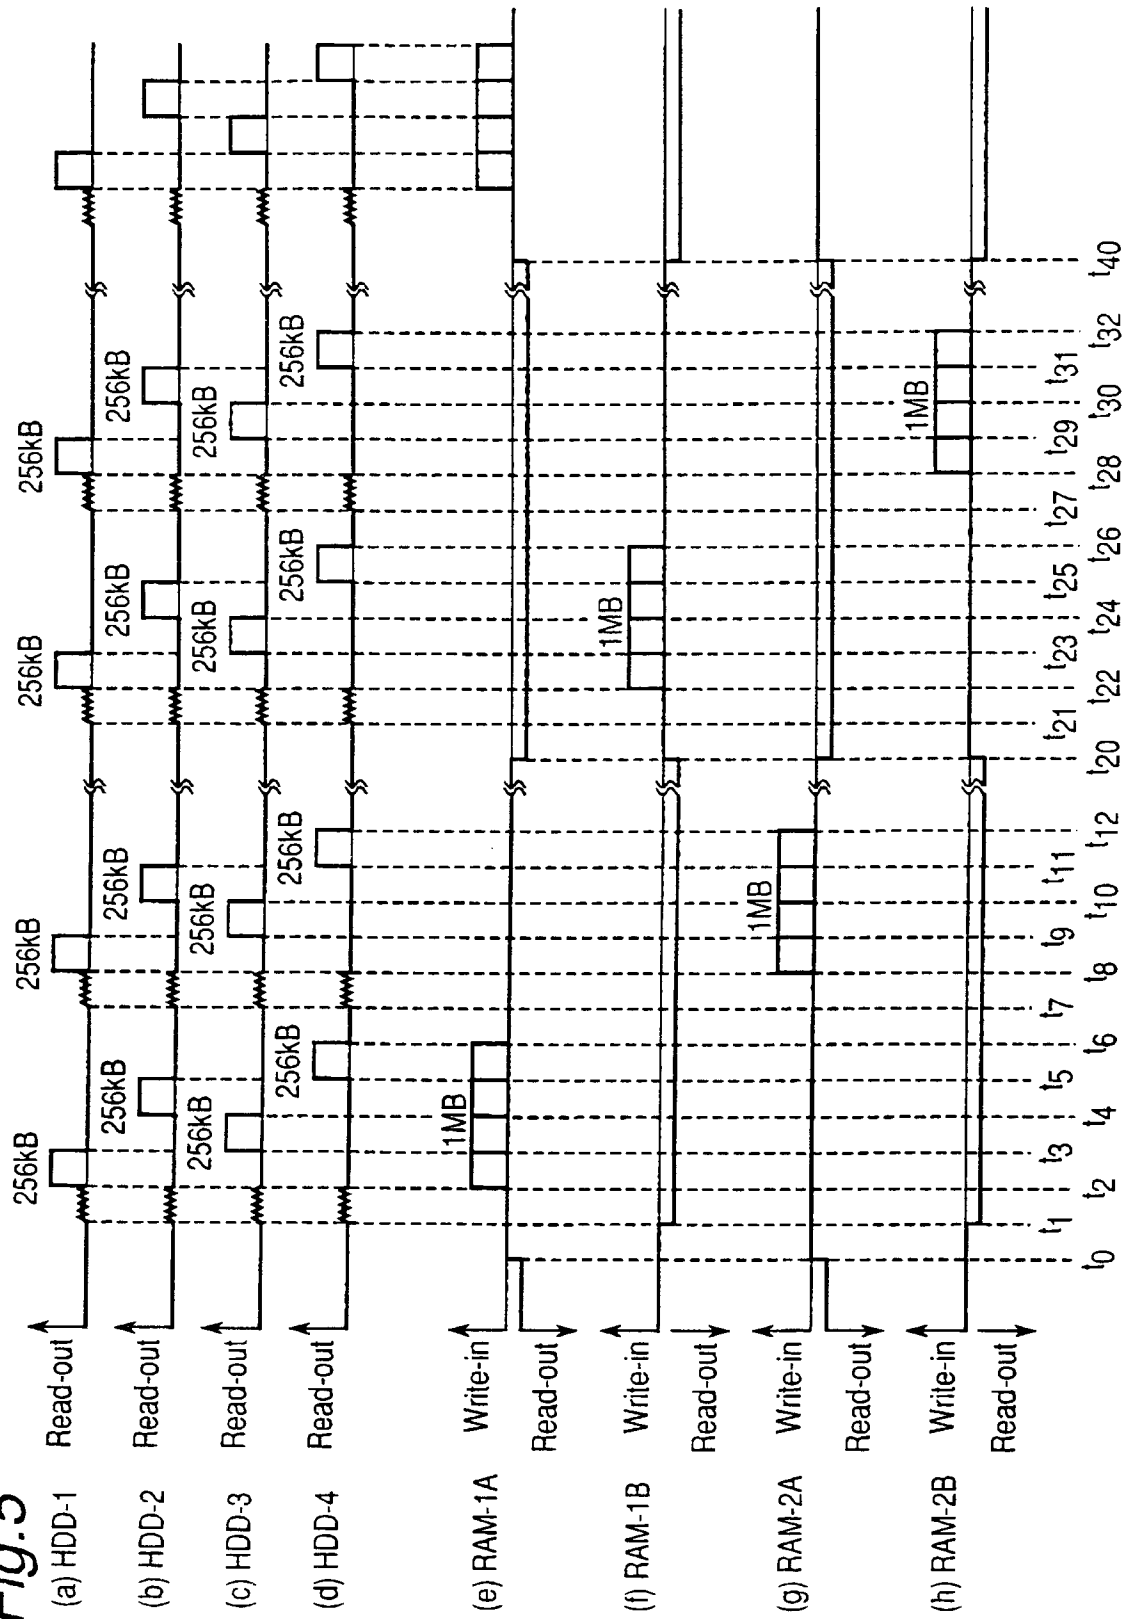 Fig.5
(a) HDD-1 Read-out 256kB 256kB 256kB 256kB
(b) HDD-2 Read-out 256kB 256kB 256kB 256kB
(c) HDD-3 Read-out 256kB 256kB 256kB 256kB
(d) HDD-4 Read-out 256kB 256kB 256kB 256kB
(e) RAM-1A Write-in 1MB
Read-out
(f) RAM-1B Write-in 1MB
Read-out
(g) RAM-2A Write-in 1MB
Read-out
(h) RAM-2B Write-in 1MB
Read-out
t0 t1 t2 t3 t4 t5 t6 t7 t8 t9 t10 t11 t12 t20 t21 t22 t23 t24 t25 t26 t27 t28 t29 t30 t31 t32 t40